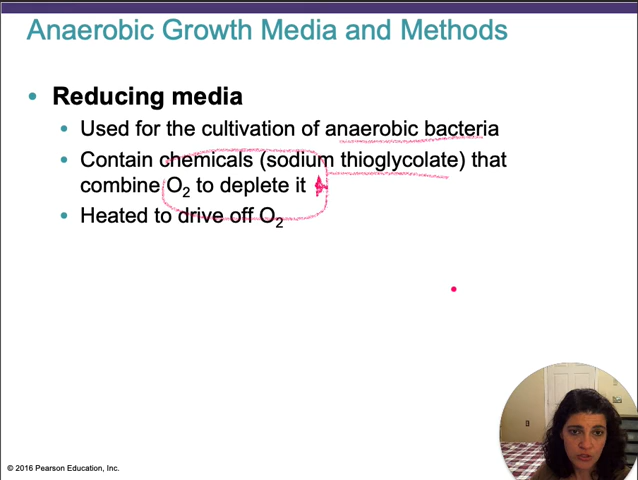 Anaerobic Growth Media and Methods
• Reducing media
• Used for the cultivation of anaerobic bacteria
• Contain chemicals (sodium thioglycolate) that
combine O₂ to deplete it
• Heated to drive off O₂
© 2016 Pearson Education, Inc.